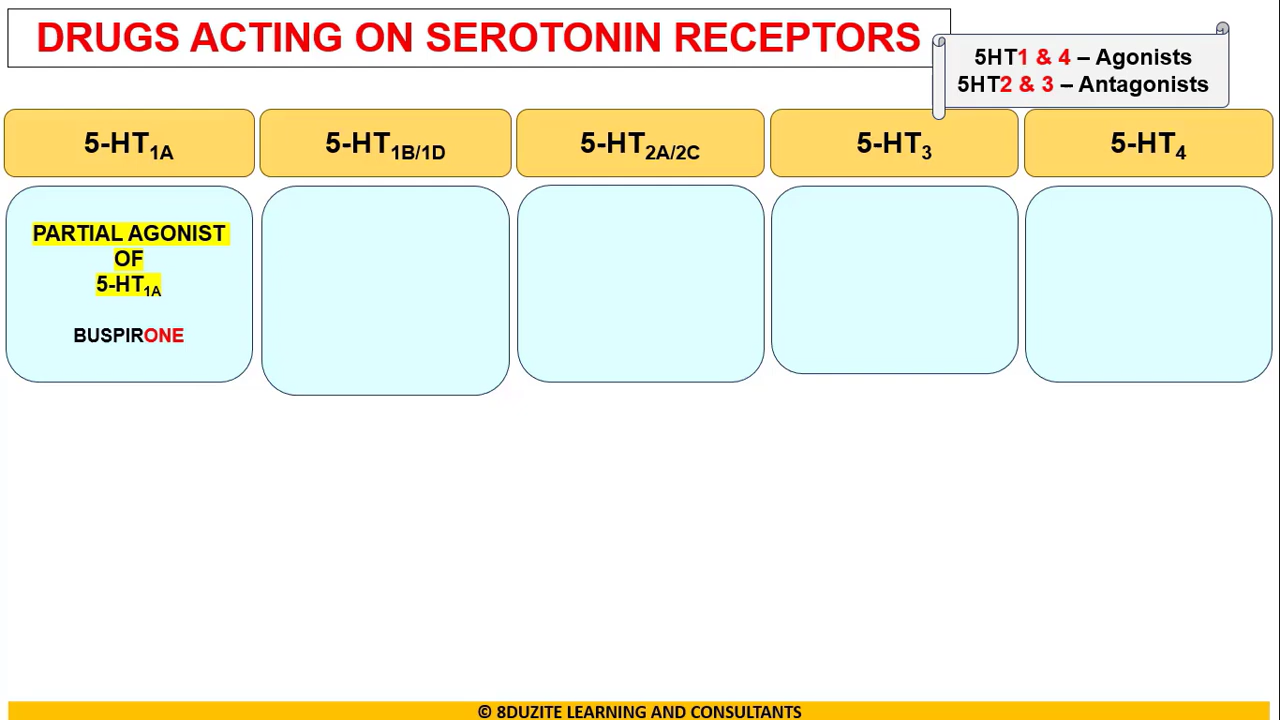 DRUGS ACTING ON SEROTONIN RECEPTORS
5HT1 & 4 – Agonists
5HT2 & 3 – Antagonists
5-HT1A
5-HT1B/1D
5-HT2A/2C
5-HT3
5-HT4
PARTIAL AGONIST
OF
5-HT1A
BUSPIRONE
© 8DUZITE LEARNING AND CONSULTANTS